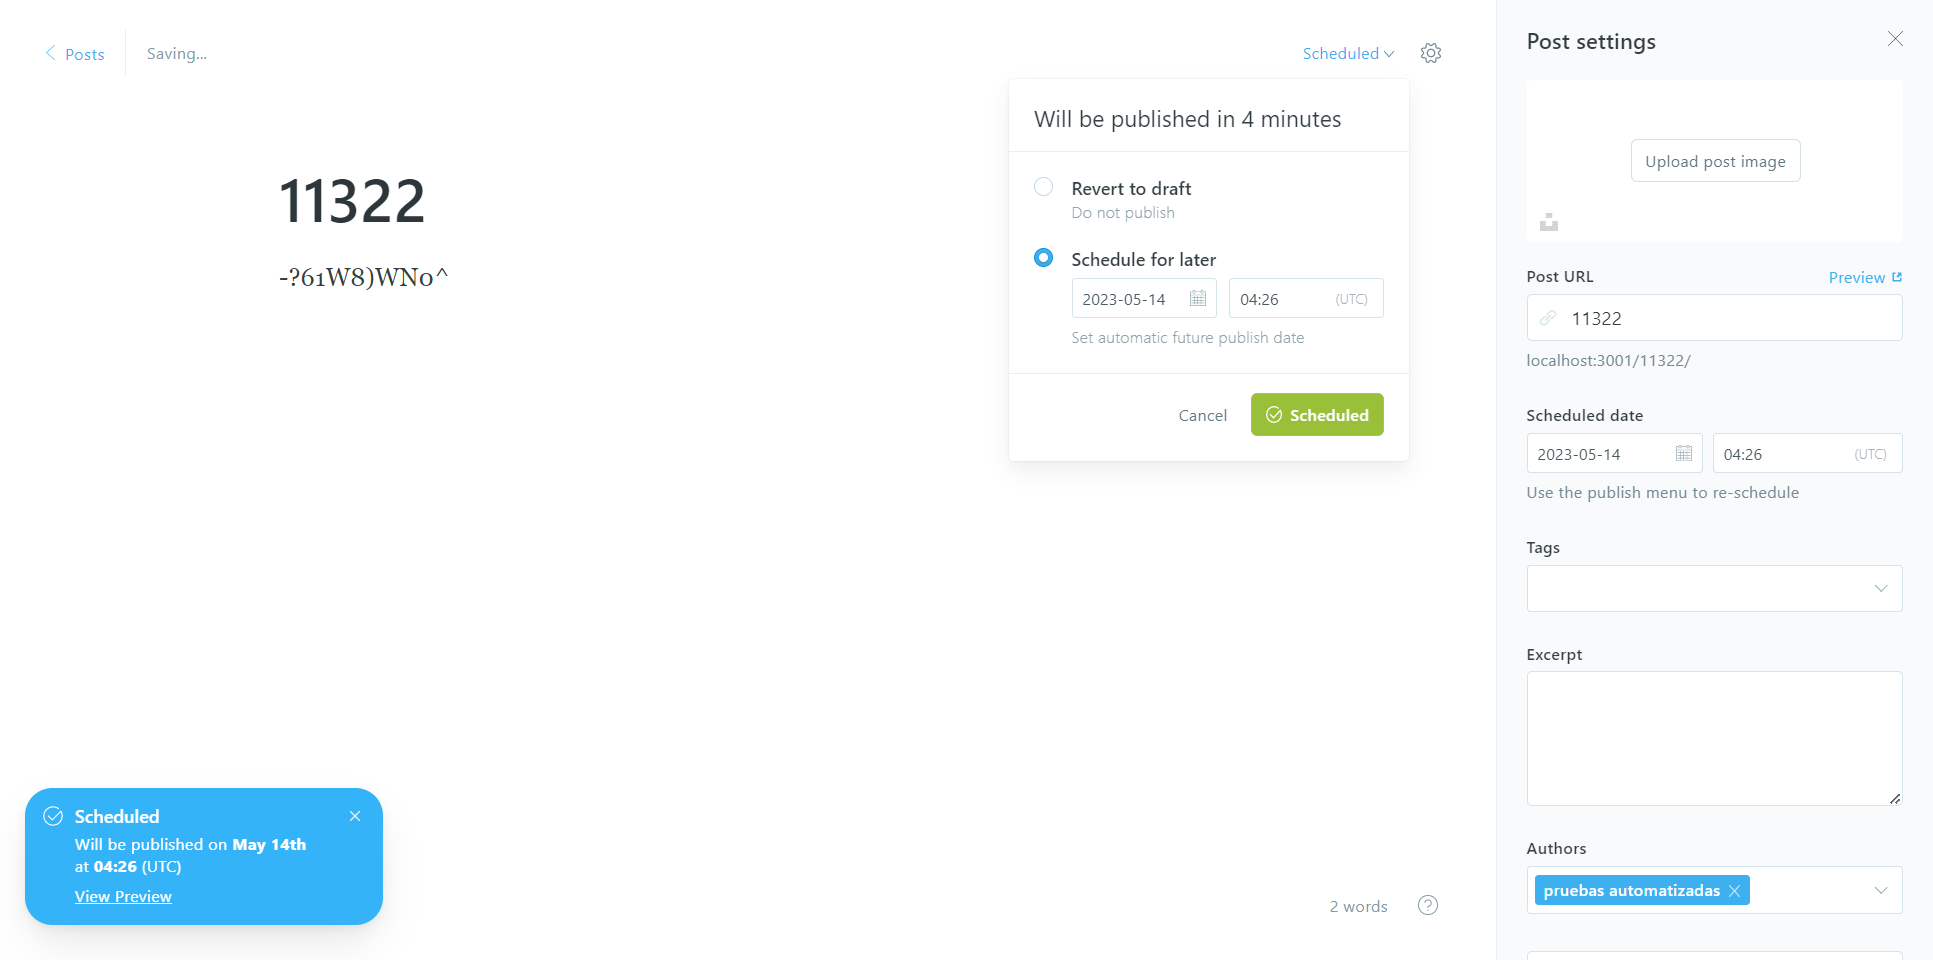 Posts
Saving...
Scheduled
11322
-?61W8)WN0^
Will be published in 4 minutes
Revert to draft
Do not publish
Schedule for later
2023-05-14
04:26 (UTC)
Set automatic future publish date
Cancel
Scheduled
Scheduled
Will be published on May 14th
at 04:26 (UTC)
View Preview
2 words
?
Post settings
Upload post image
Post URL
Preview
11322
localhost:3001/11322/
Scheduled date
2023-05-14
04:26 (UTC)
Use the publish menu to re-schedule
Tags
Excerpt
Authors
pruebas automatizadas